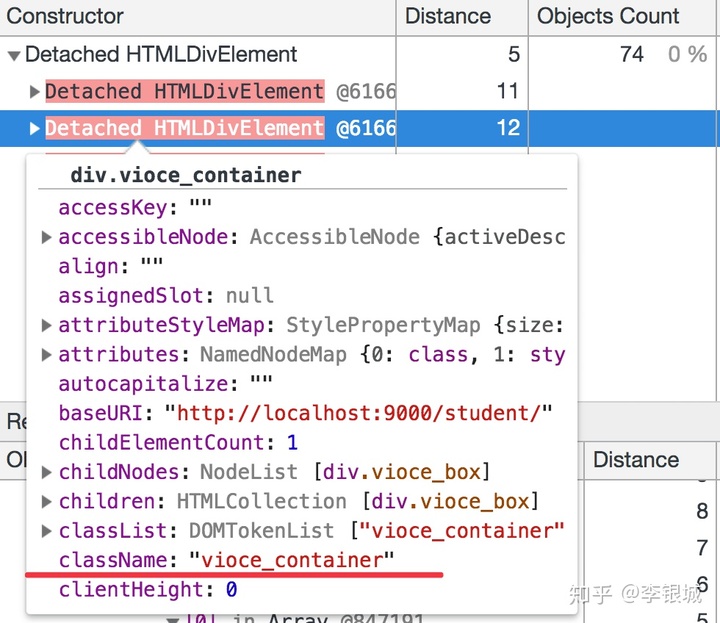 Constructor Distance Objects Count
▼Detached HTMLDivElement 5 74 0 %
▶Detached HTMLDivElement @6166 11
▶Detached HTMLDivElement @6166 12
div.vioce_container
accessKey: ""
▶accessibleNode: AccessibleNode {activeDesc
align: ""
assignedSlot: null
▶attributeStyleMap: StylePropertyMap {size:
▶attributes: NamedNodeMap {0: class, 1: sty
autocapitalize: ""
baseURI: "http://localhost:9000/student/"
childElementCount: 1
Re
Ol Distance
▶childNodes: NodeList [div.vioce_box]
▶children: HTMLCollection [div.vioce_box]
8
▶classList: DOMTokenList ["vioce_container"
7
className: "vioce_container"
6
clientHeight: 0
知乎 @李银城
▼[0] in Array @847191
5